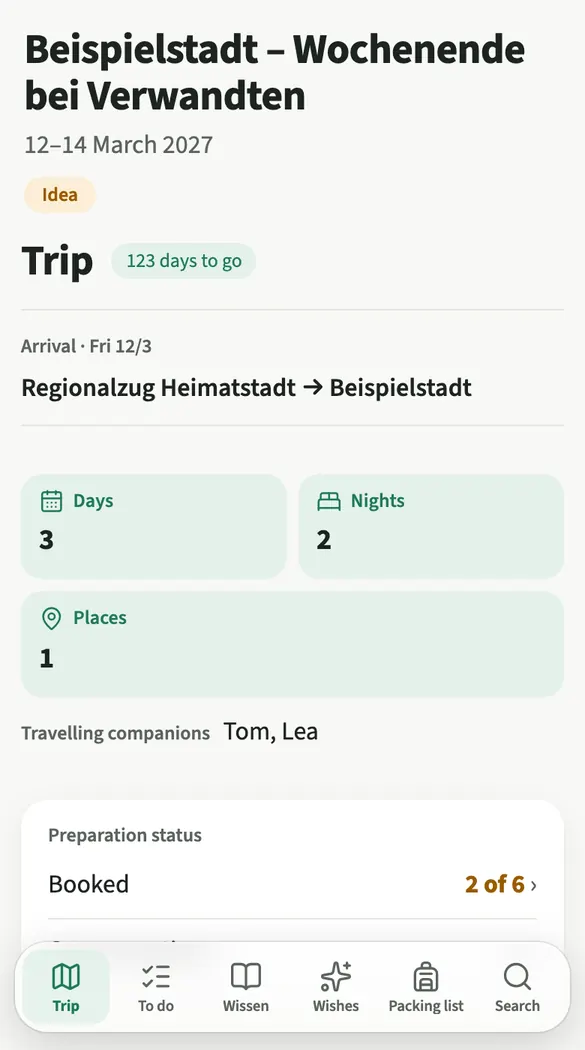 Beispielstadt – Wochenende
bei Verwandten
12–14 March 2027
Idea
Trip
123 days to go
Arrival · Fri 12/3
Regionalzug Heimatstadt → Beispielstadt
Days
3
Nights
2
Places
1
Travelling companions Tom, Lea
Preparation status
Booked
2 of 6 ›
Trip
To do
Wissen
Wishes
Packing list
Search